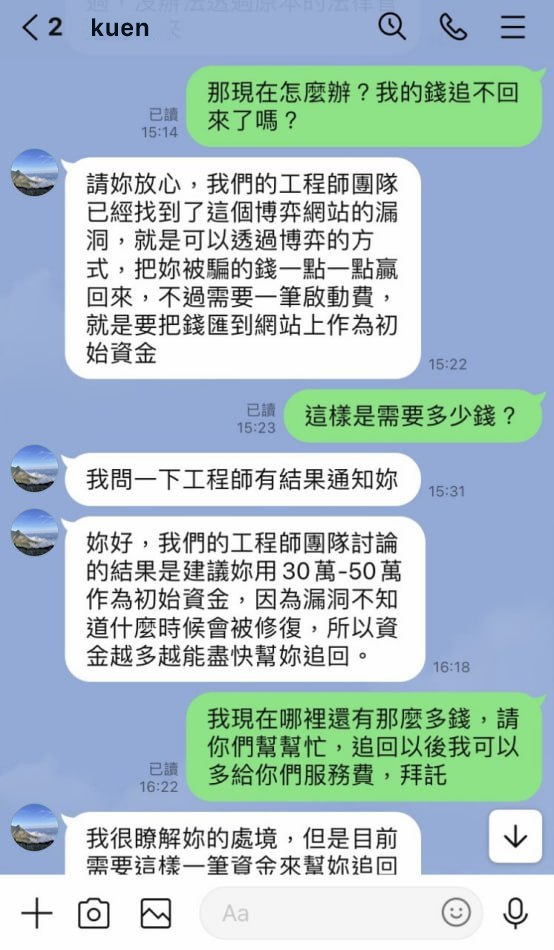 2 kuen
那現在怎麼辦？我的錢追不回
來了嗎？
已讀
15:14
請妳放心，我們的工程師團隊
已經找到了這個博弈網站的漏
洞，就是可以透過博弈的方
式，把妳被騙的錢一點一點贏
回來，不過需要一筆啟動費，
就是要把錢匯到網站上作為初
始資金
15:22
已讀
15:23
這樣是需要多少錢？
我問一下工程師有結果通知妳
15:31
妳好，我們的工程師團隊討論
的結果是建議妳用 30 萬-50 萬
作為初始資金，因為漏洞不知
道什麼時候會被修復，所以資
金越多越能盡快幫妳追回。
16:18
我現在哪裡還有那麼多錢，請
你們幫幫忙，追回以後我可以
多給你們服務費，拜託
已讀
16:22
我很瞭解妳的處境，但是目前
需要這樣一筆資金來幫妳追回
Aa